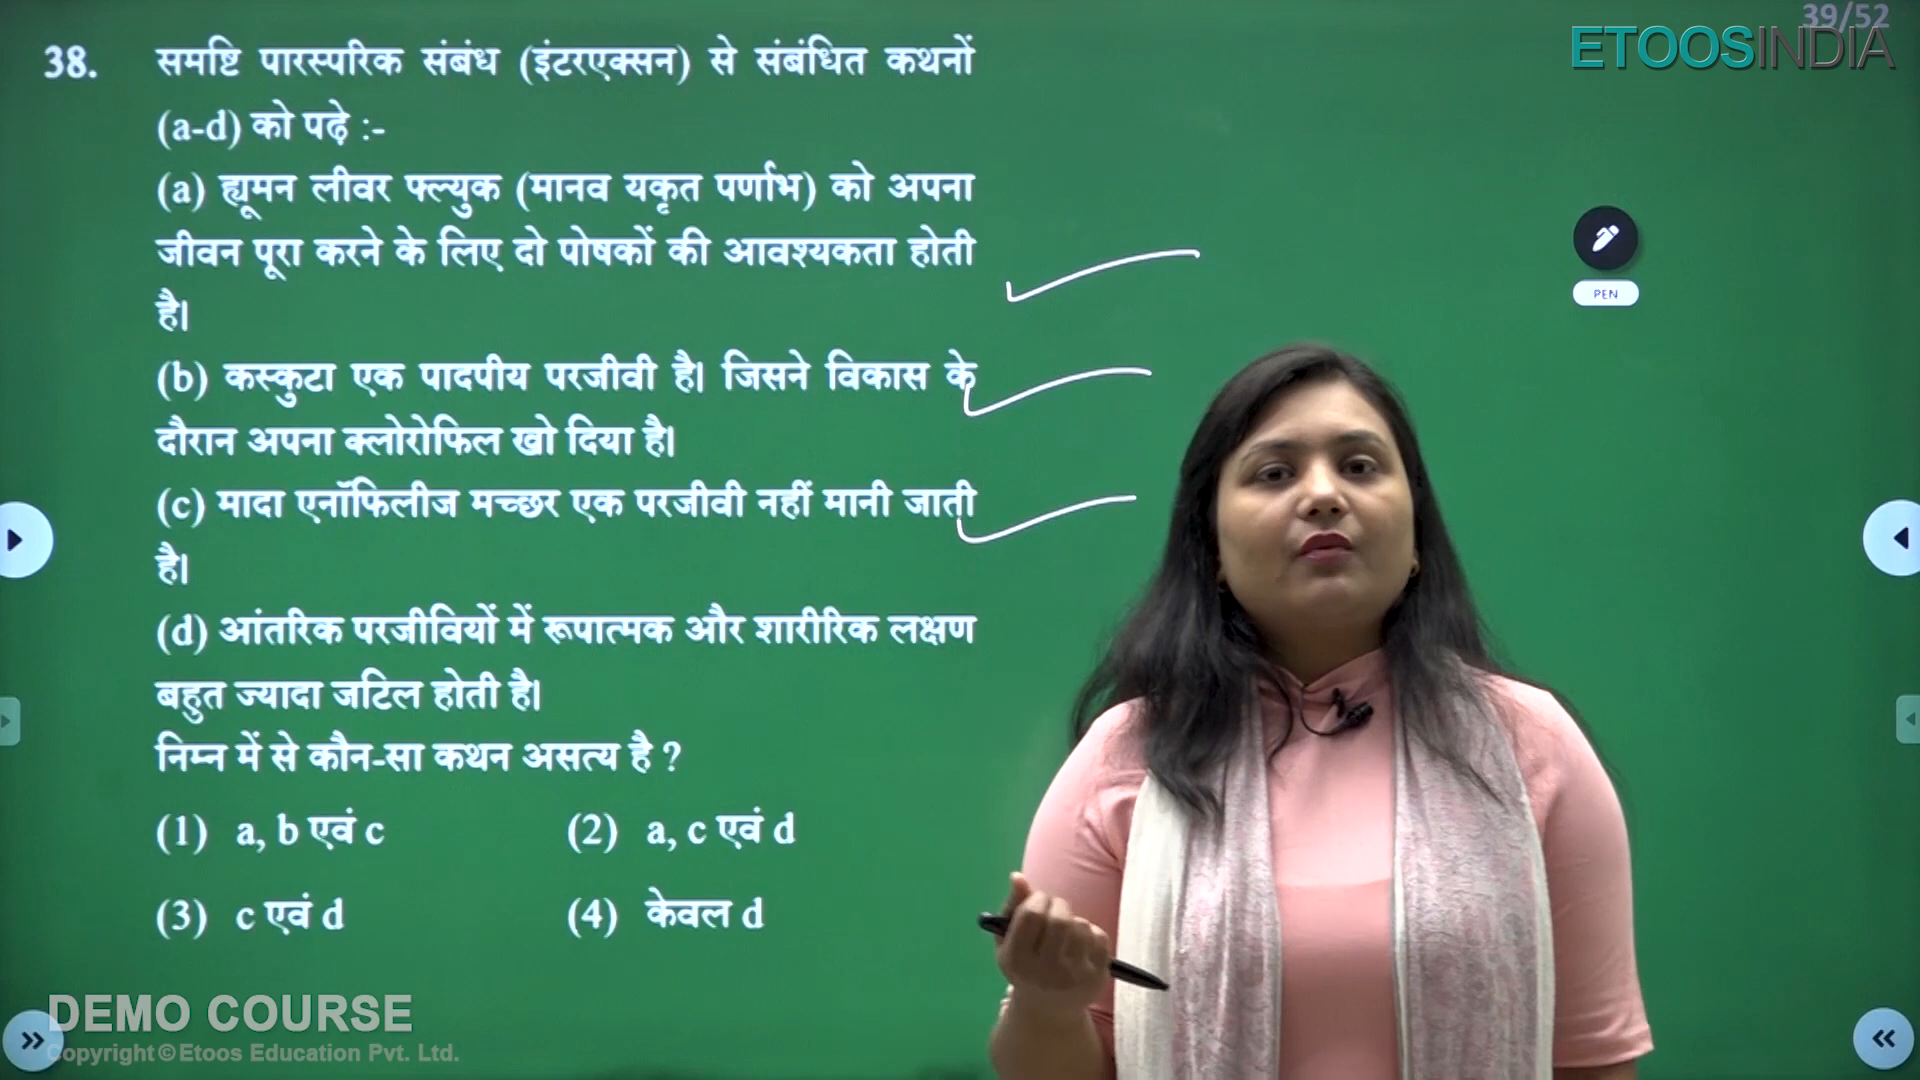 39/52
ETOOSINDIA
38. समष्टि पारस्परिक संबंध (इंटरएक्सन) से संबंधित कथनों
(a-d) को पढ़े :-
(a) ह्यूमन लीवर फ्ल्युक (मानव यकृत पर्णाभ) को अपना
जीवन पूरा करने के लिए दो पोषकों की आवश्यकता होती
है।
(b) कस्कुटा एक पादपीय परजीवी है। जिसने विकास के
दौरान अपना क्लोरोफिल खो दिया है।
(c) मादा एनॉफिलीज मच्छर एक परजीवी नहीं मानी जाती
है।
(d) आंतरिक परजीवियों में रूपात्मक और शारीरिक लक्षण
बहुत ज्यादा जटिल होती है।
निम्न में से कौन-सा कथन असत्य है ?
(1) a, b एवं c (2) a, c एवं d
(3) c एवं d (4) केवल d
PEN
DEMO COURSE
Copyright © Etoos Education Pvt. Ltd.